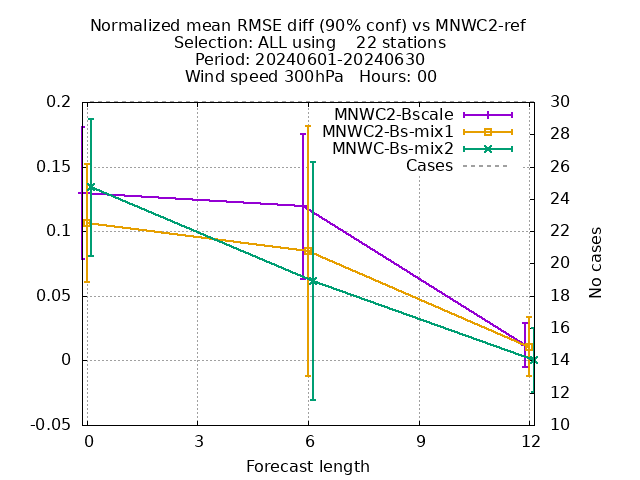 Normalized mean RMSE diff (90% conf) vs MNWC2-ref
Selection: ALL using    22 stations
Period: 20240601-20240630
Wind speed 300hPa   Hours: 00
MNWC2-Bscale
MNWC2-Bs-mix1
MNWC-Bs-mix2
Cases
0.2
0.15
0.1
0.05
0
-0.05
30
28
26
24
22
20
18
16
14
12
10
No cases
0 3 6 9 12
Forecast length